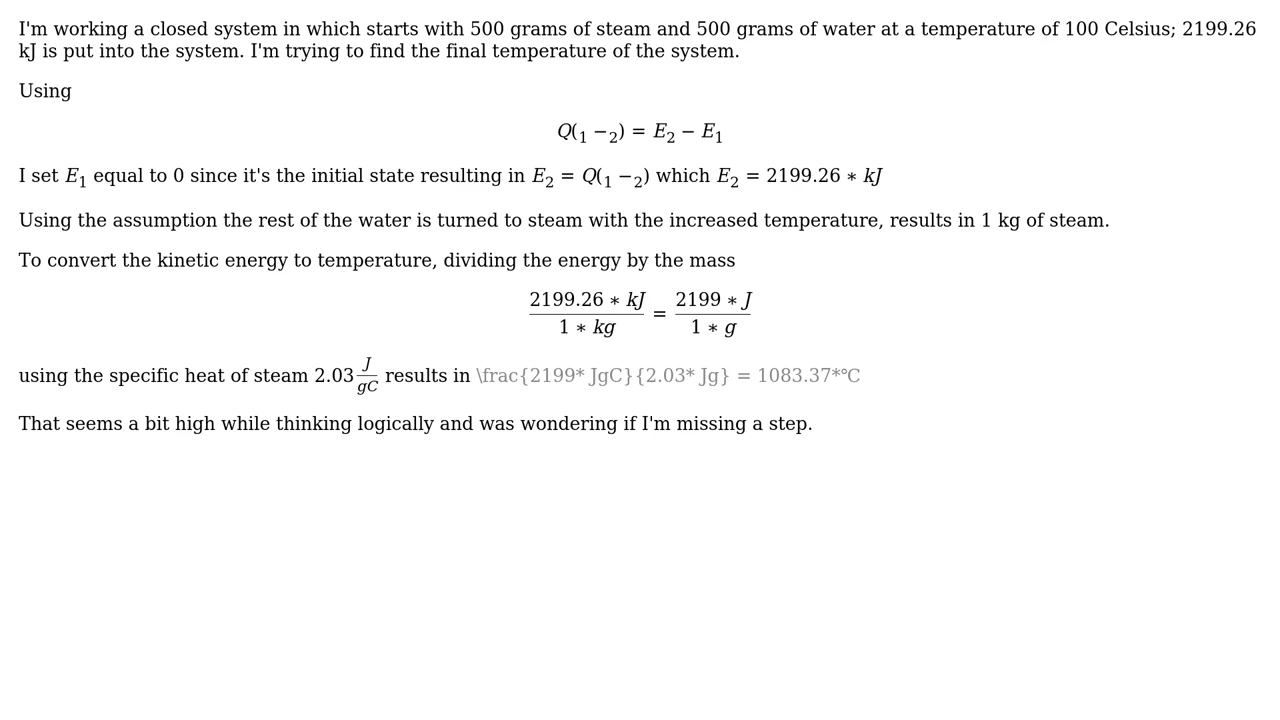 I'm working a closed system in which starts with 500 grams of steam and 500 grams of water at a temperature of 100 Celsius; 2199.26
kJ is put into the system. I'm trying to find the final temperature of the system.
Using
Q(₁ −₂) = E₂ − E₁
I set E₁ equal to 0 since it's the initial state resulting in E₂ = Q(₁ −₂) which E₂ = 2199.26 * kJ
Using the assumption the rest of the water is turned to steam with the increased temperature, results in 1 kg of steam.
To convert the kinetic energy to temperature, dividing the energy by the mass
\frac{2199.26 * kJ}{1 * kg} = \frac{2199 * J}{1 * g}
using the specific heat of steam 2.03\frac{J}{gC} results in \frac{2199* JgC}{2.03* Jg} = 1083.37*℃
That seems a bit high while thinking logically and was wondering if I'm missing a step.